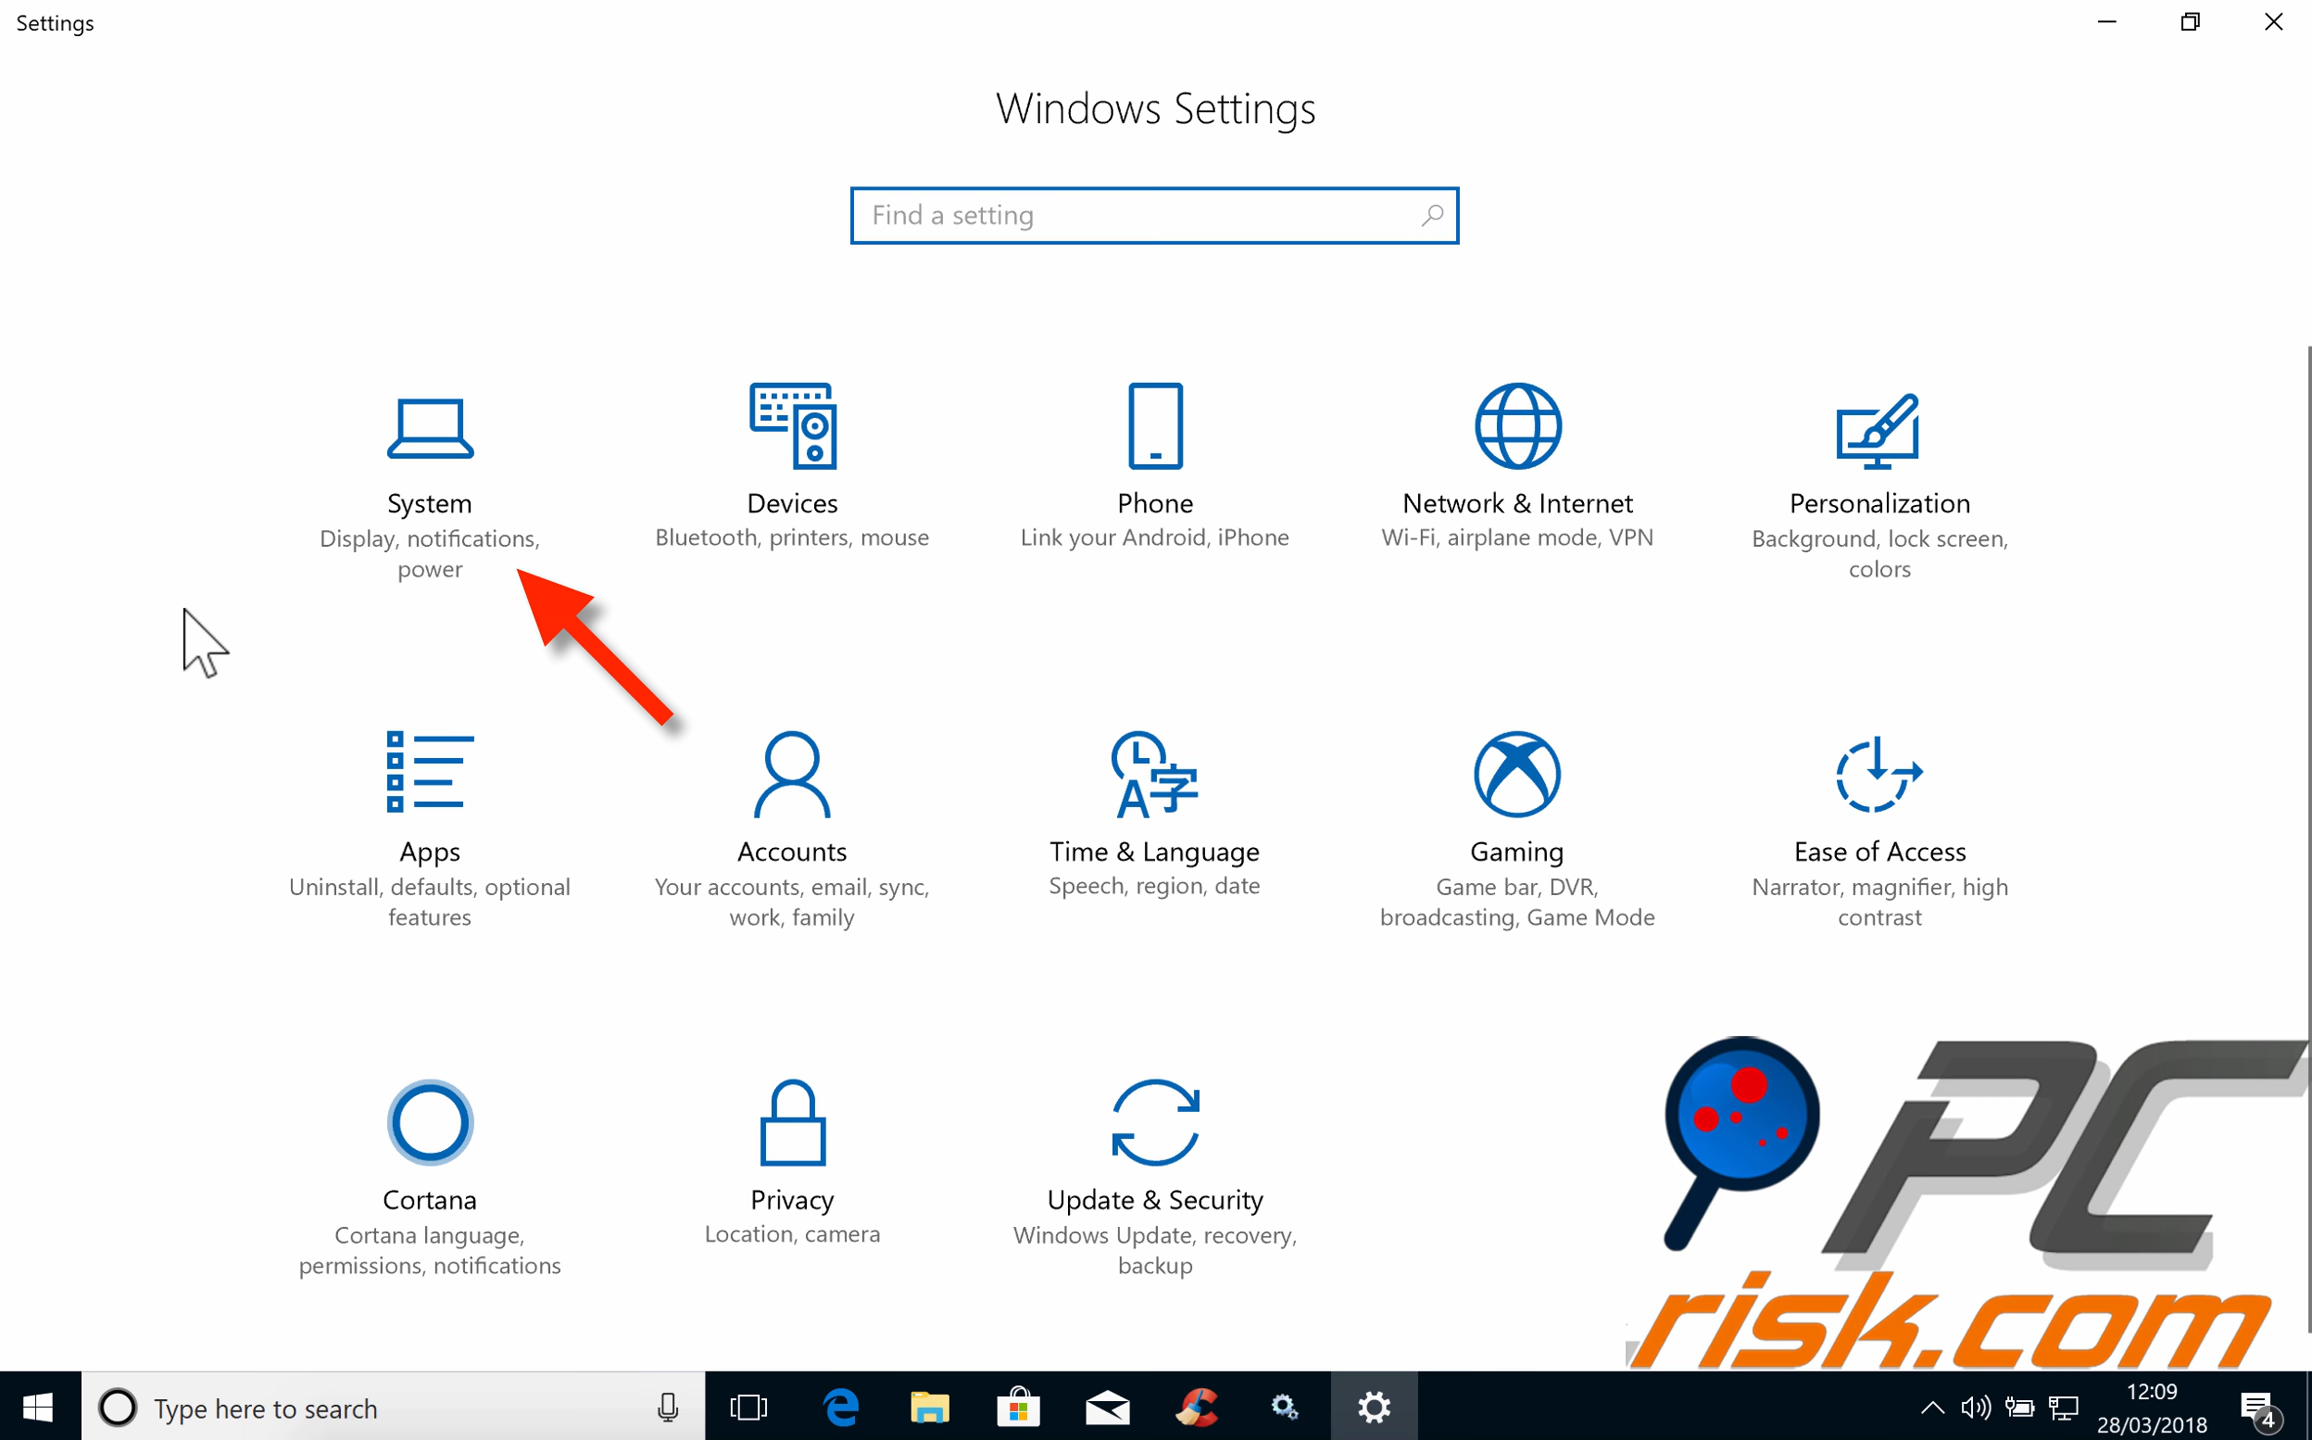 Settings
Windows Settings
Find a setting
System
Display, notifications,
power
Devices
Bluetooth, printers, mouse
Phone
Link your Android, iPhone
Network & Internet
Wi-Fi, airplane mode, VPN
Personalization
Background, lock screen,
colors
Apps
Uninstall, defaults, optional
features
Accounts
Your accounts, email, sync,
work, family
Time & Language
Speech, region, date
Gaming
Game bar, DVR,
broadcasting, Game Mode
Ease of Access
Narrator, magnifier, high
contrast
Cortana
Cortana language,
permissions, notifications
Privacy
Location, camera
Update & Security
Windows Update, recovery,
backup
PC
risk.com
Type here to search
12:09
28/03/2018
4